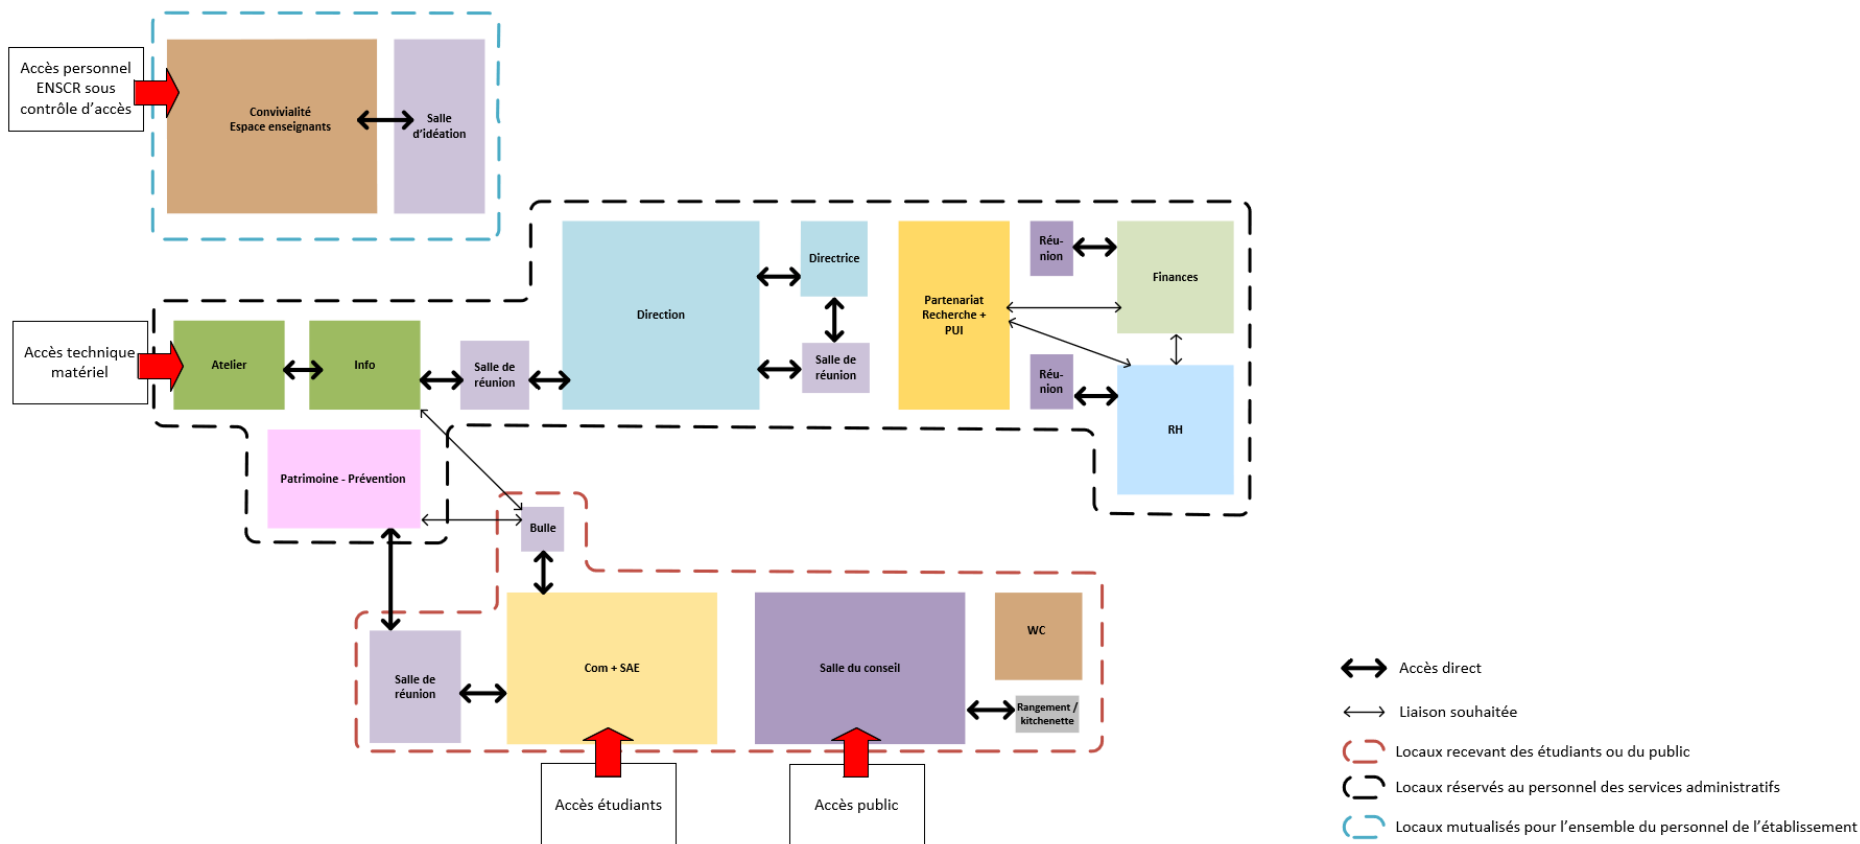 Accès personnel
ENSCR sous
contrôle d'accès
Convivialité
Espace enseignants
Salle
d'idéation
Accès technique
matériel
Atelier
Info
Salle de
réunion
Direction
Directrice
Salle de
réunion
Partenariat
Recherche +
PUI
Réu-
nion
Finances
Réu-
nion
RH
Patrimoine - Prévention
Bulle
Salle de
réunion
Com + SAE
Salle du conseil
WC
Rangement /
kitchenette
Accès étudiants
Accès public
Accès direct
Liaison souhaitée
Locaux recevant des étudiants ou du public
Locaux réservés au personnel des services administratifs
Locaux mutualisés pour l'ensemble du personnel de l'établissement